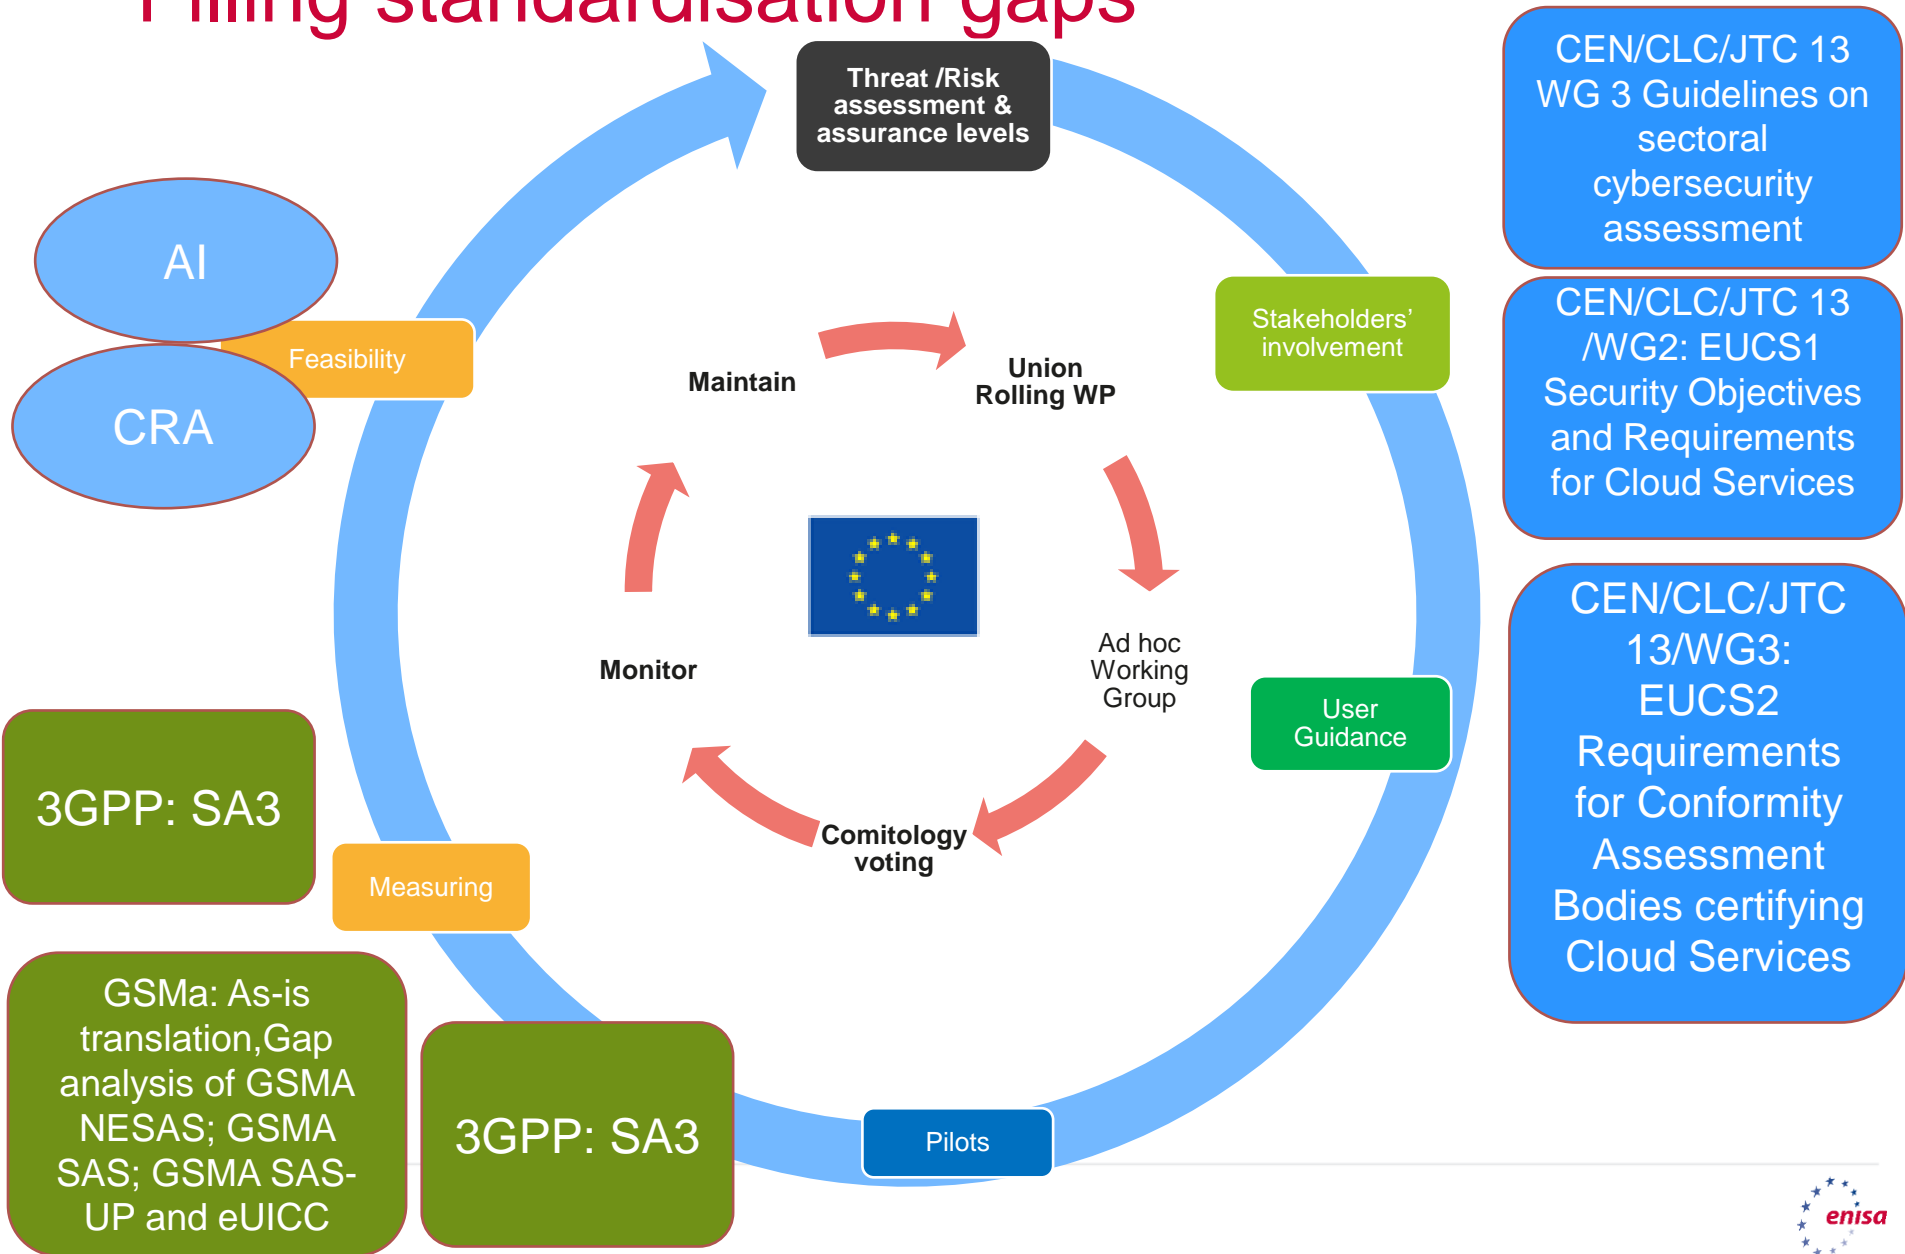 Filling standardisation gaps
Threat /Risk
assessment &
assurance levels
CEN/CLC/JTC 13
WG 3 Guidelines on
sectoral
cybersecurity
assessment
AI
Stakeholders’
involvement
CEN/CLC/JTC 13
/WG2: EUCS1
Security Objectives
and Requirements
for Cloud Services
Feasibility
CRA
Maintain
Union
Rolling WP
Ad hoc
Working
Group
Monitor
Comitology
voting
User
Guidance
CEN/CLC/JTC
13/WG3:
EUCS2
Requirements
for Conformity
Assessment
Bodies certifying
Cloud Services
3GPP: SA3
Measuring
GSMa: As-is
translation,Gap
analysis of GSMA
NESAS; GSMA
SAS; GSMA SAS-
UP and eUICC
3GPP: SA3
Pilots
enisa